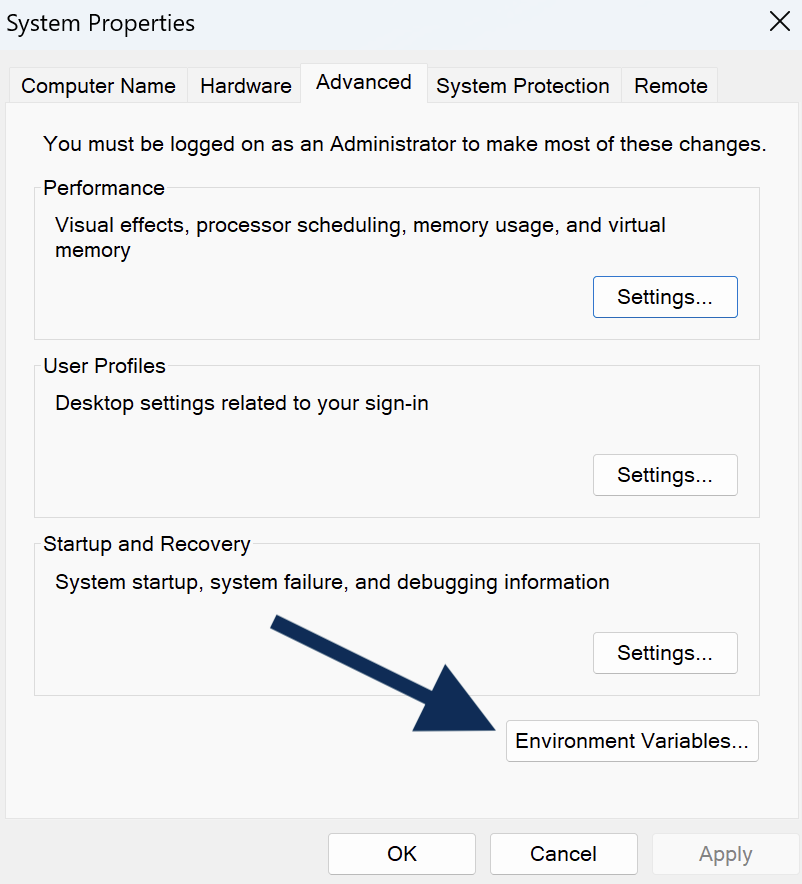 System Properties
Computer Name
Hardware
Advanced
System Protection
Remote
You must be logged on as an Administrator to make most of these changes.
Performance
Visual effects, processor scheduling, memory usage, and virtual
memory
Settings...
User Profiles
Desktop settings related to your sign-in
Settings...
Startup and Recovery
System startup, system failure, and debugging information
Settings...
Environment Variables...
OK
Cancel
Apply